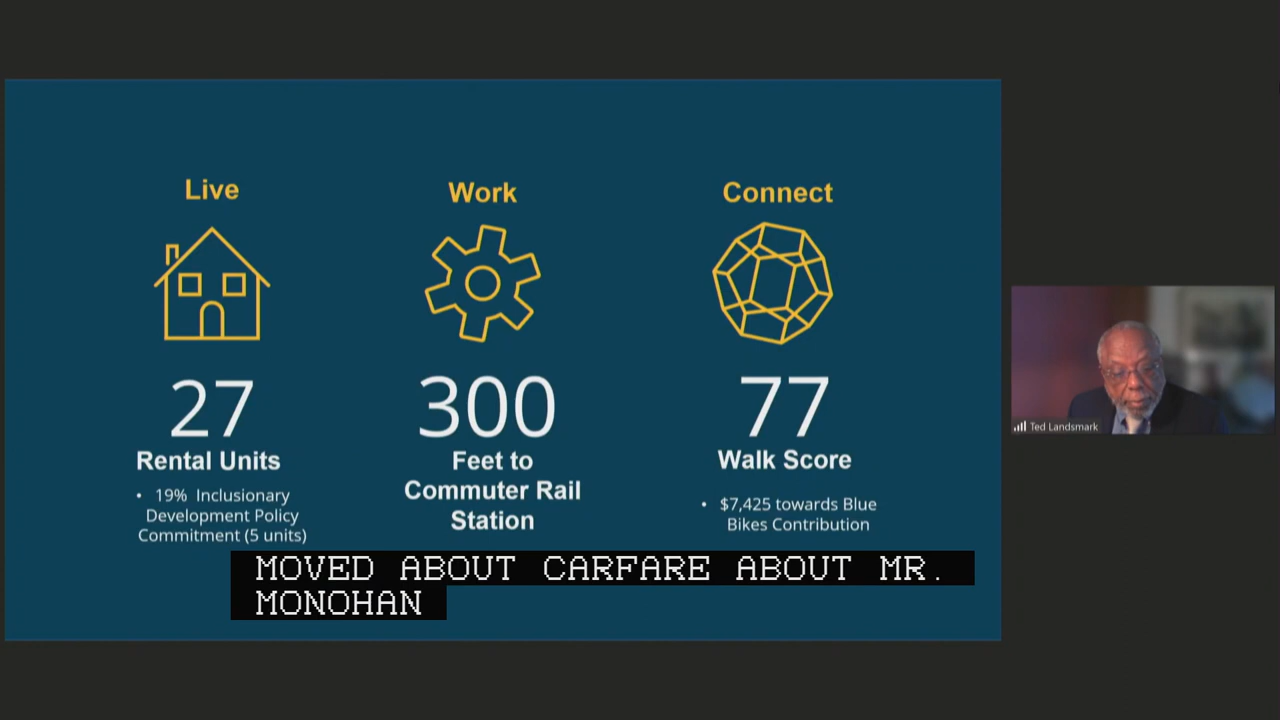 Live
Work
Connect
27
Rental Units
• 19% Inclusionary
Development Policy
Commitment (5 units)
300
Feet to
Commuter Rail
Station
77
Walk Score
• $7,425 towards Blue
Bikes Contribution
MOVED ABOUT CARFARE ABOUT MR.
MONOHAN
Ted Landsmark